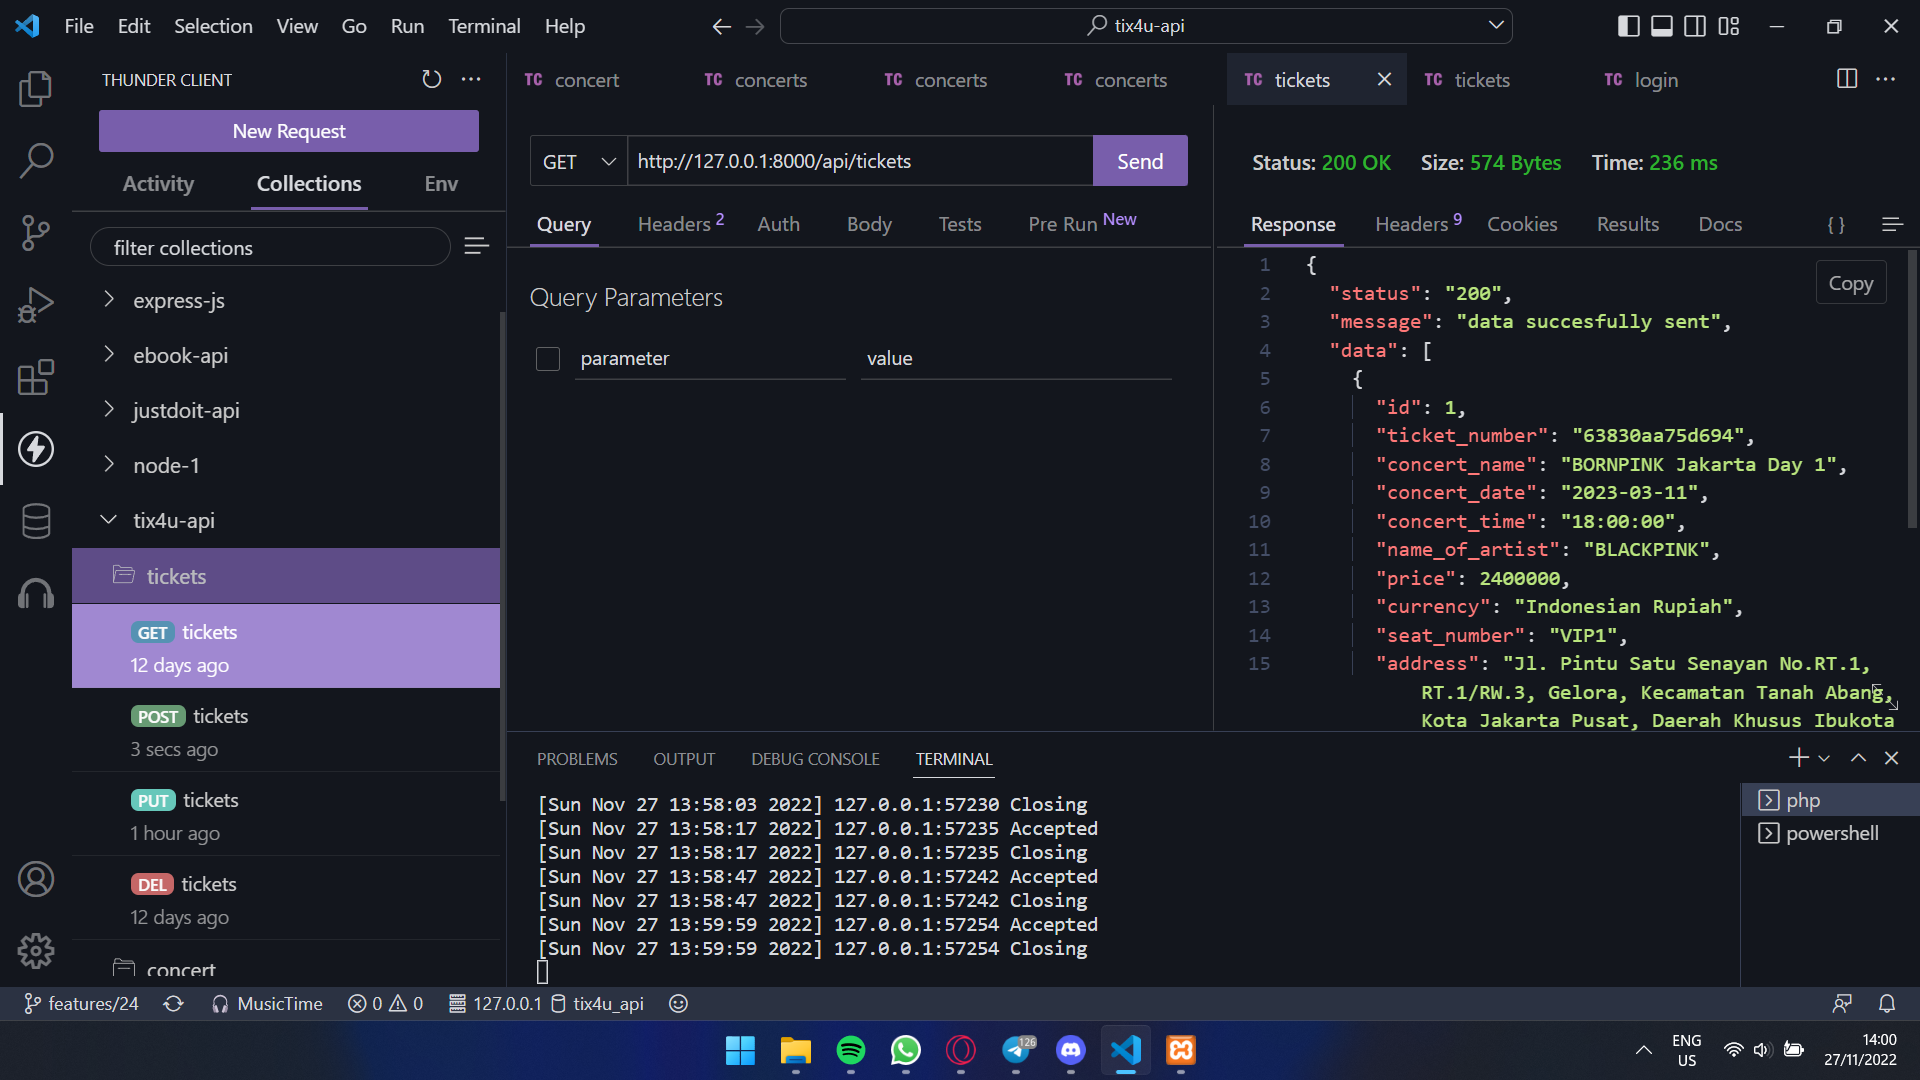 File Edit Selection View Go Run Terminal Help
tix4u-api
THUNDER CLIENT
New Request
Activity Collections Env
filter collections
express-js
ebook-api
justdoit-api
node-1
tix4u-api
tickets
GET tickets
12 days ago
POST tickets
3 secs ago
PUT tickets
1 hour ago
DEL tickets
12 days ago
concert
TC concert TC concerts TC concerts TC concerts TC tickets TC tickets TC login
GET http://127.0.0.1:8000/api/tickets Send
Query Headers 2 Auth Body Tests Pre Run New
Query Parameters
parameter value
Status: 200 OK Size: 574 Bytes Time: 236 ms
Response Headers 9 Cookies Results Docs { }
Copy
1 {
2 "status": "200",
3 "message": "data succesfully sent",
4 "data": [
5 {
6 "id": 1,
7 "ticket_number": "63830aa75d694",
8 "concert_name": "BORNPINK Jakarta Day 1",
9 "concert_date": "2023-03-11",
10 "concert_time": "18:00:00",
11 "name_of_artist": "BLACKPINK",
12 "price": 2400000,
13 "currency": "Indonesian Rupiah",
14 "seat_number": "VIP1",
15 "address": "Jl. Pintu Satu Senayan No.RT.1,
RT.1/RW.3, Gelora, Kecamatan Tanah Abang,
Kota Jakarta Pusat, Daerah Khusus Ibukota
PROBLEMS OUTPUT DEBUG CONSOLE TERMINAL
[Sun Nov 27 13:58:03 2022] 127.0.0.1:57230 Closing
[Sun Nov 27 13:58:17 2022] 127.0.0.1:57235 Accepted
[Sun Nov 27 13:58:17 2022] 127.0.0.1:57235 Closing
[Sun Nov 27 13:58:47 2022] 127.0.0.1:57242 Accepted
[Sun Nov 27 13:58:47 2022] 127.0.0.1:57242 Closing
[Sun Nov 27 13:59:59 2022] 127.0.0.1:57254 Accepted
[Sun Nov 27 13:59:59 2022] 127.0.0.1:57254 Closing
php
powershell
features/24 MusicTime 0 0 127.0.0.1 tix4u_api
126
ENG
US
14:00
27/11/2022